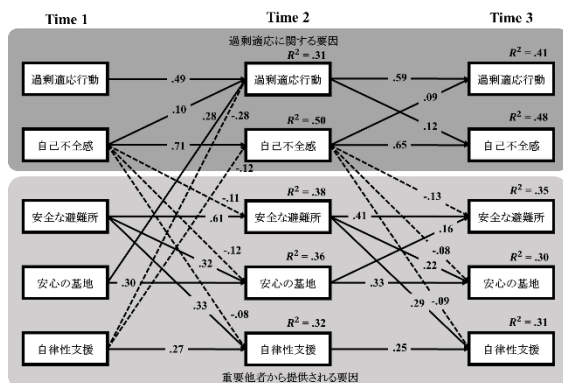 Time 1
Time 2
Time 3
過剰適応に関する要因
R² = .31
R² = .41
過剰適応行動
.49
過剰適応行動
.59
過剰適応行動
.10
.09
.28
-.28
R² = .50
.12
R² = .48
自己不全感
.71
自己不全感
.65
自己不全感
-.12
-.11
R² = .38
-.13
R² = .35
安全な避難所
.61
安全な避難所
.41
安全な避難所
.16
-.12
R² = .36
-.08
R² = .30
.32
.22
安心の基地
.30
安心の基地
.33
安心の基地
.33
.29
-.09
-.08
R² = .32
R² = .31
自律性支援
.27
自律性支援
.25
自律性支援
重要他者から提供される要因